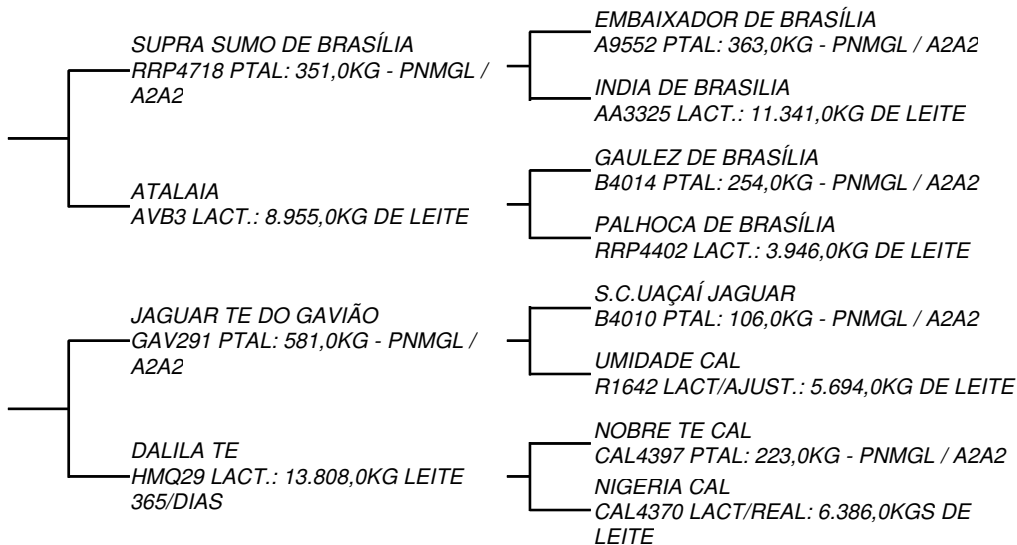 SUPRA SUMO DE BRASÍLIA
RRP4718 PTAL: 351,0KG - PNMGL /
A2A2
ATALAIA
AVB3 LACT.: 8.955,0KG DE LEITE
JAGUAR TE DO GAVIÃO
GAV291 PTAL: 581,0KG - PNMGL /
A2A2
DALILA TE
HMQ29 LACT.: 13.808,0KG LEITE
365/DIAS
EMBAIXADOR DE BRASÍLIA
A9552 PTAL: 363,0KG - PNMGL / A2A2
INDIA DE BRASILIA
AA3325 LACT.: 11.341,0KG DE LEITE
GAULEZ DE BRASÍLIA
B4014 PTAL: 254,0KG - PNMGL / A2A2
PALHOCA DE BRASÍLIA
RRP4402 LACT.: 3.946,0KG DE LEITE
S.C.UAÇAÍ JAGUAR
B4010 PTAL: 106,0KG - PNMGL / A2A2
UMIDADE CAL
R1642 LACT/AJUST.: 5.694,0KG DE LEITE
NOBRE TE CAL
CAL4397 PTAL: 223,0KG - PNMGL / A2A2
NIGERIA CAL
CAL4370 LACT/REAL: 6.386,0KGS DE
LEITE